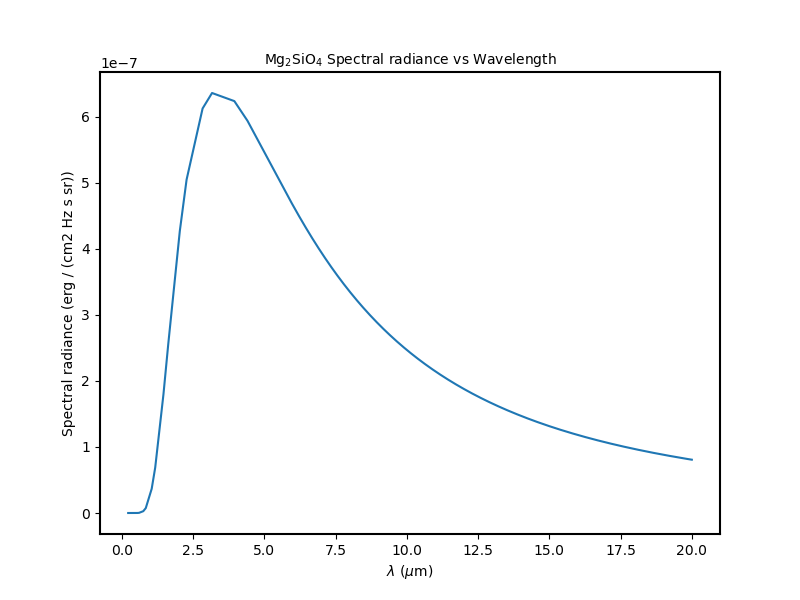 Mg₂SiO₄ Spectral radiance vs Wavelength
1e−7
6
5
4
3
2
1
0
Spectral radiance (erg / (cm2 Hz s sr))
0.0 2.5 5.0 7.5 10.0 12.5 15.0 17.5 20.0
λ (μm)